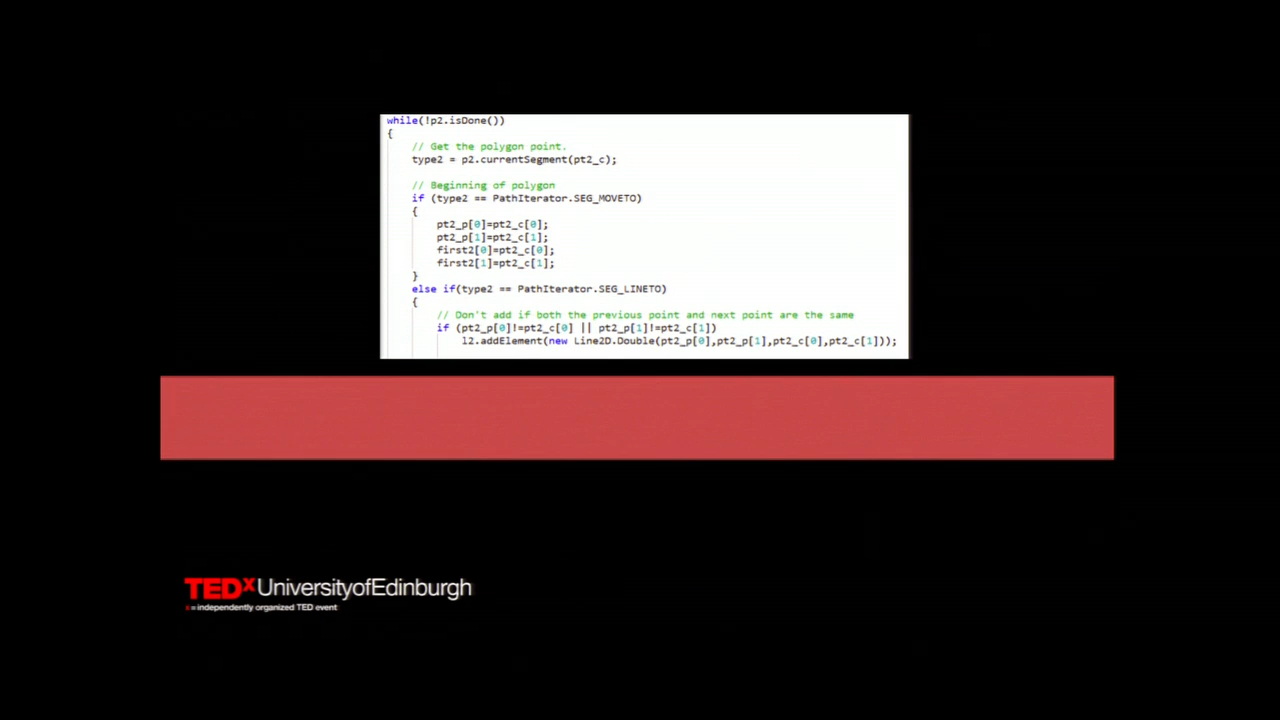 while(!p2.isDone())
{
// Get the polygon point.
type2 = p2.currentSegment(pt2_c);
// Beginning of polygon
if (type2 == PathIterator.SEG_MOVETO)
{
pt2_p[0]=pt2_c[0];
pt2_p[1]=pt2_c[1];
first2[0]=pt2_c[0];
first2[1]=pt2_c[1];
}
else if(type2 == PathIterator.SEG_LINETO)
{
// Don't add if both the previous point and next point are the same
if (pt2_p[0]!=pt2_c[0] || pt2_p[1]!=pt2_c[1])
l2.addElement(new Line2D.Double(pt2_p[0],pt2_p[1],pt2_c[0],pt2_c[1]));
TEDxUniversityofEdinburgh
x = independently organized TED event